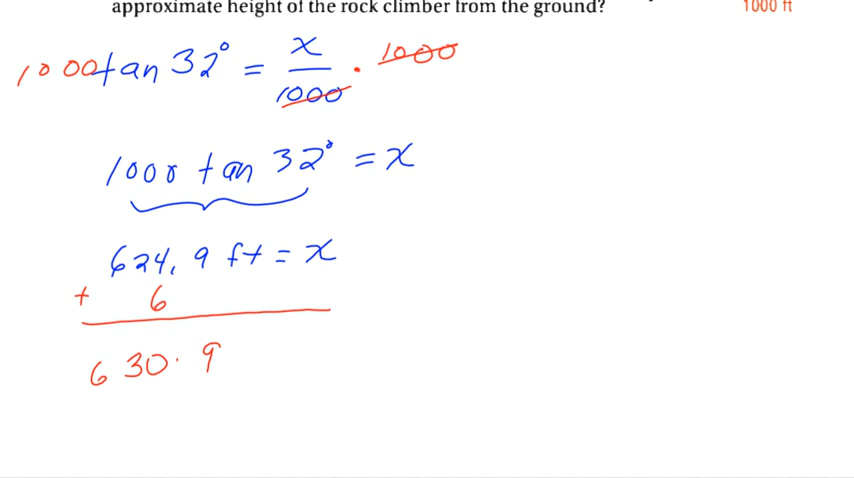 approximate height of the rock climber from the ground?
1000 ft
1000 tan 32° = x/1000 · 1000
1000 tan 32° = x
624.9 ft = x
+ 6
630.9